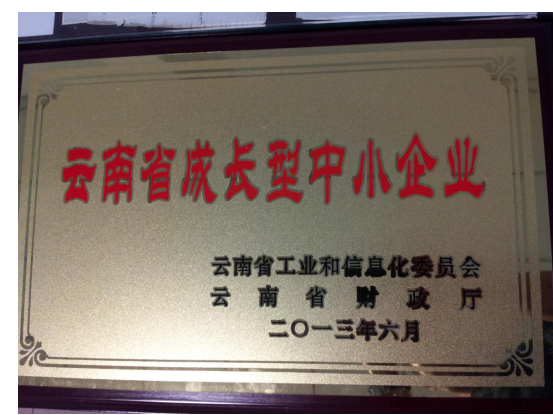 云南省成长型中小企业
云南省工业和信息化委员会
云南省财政厅
二〇一三年六月